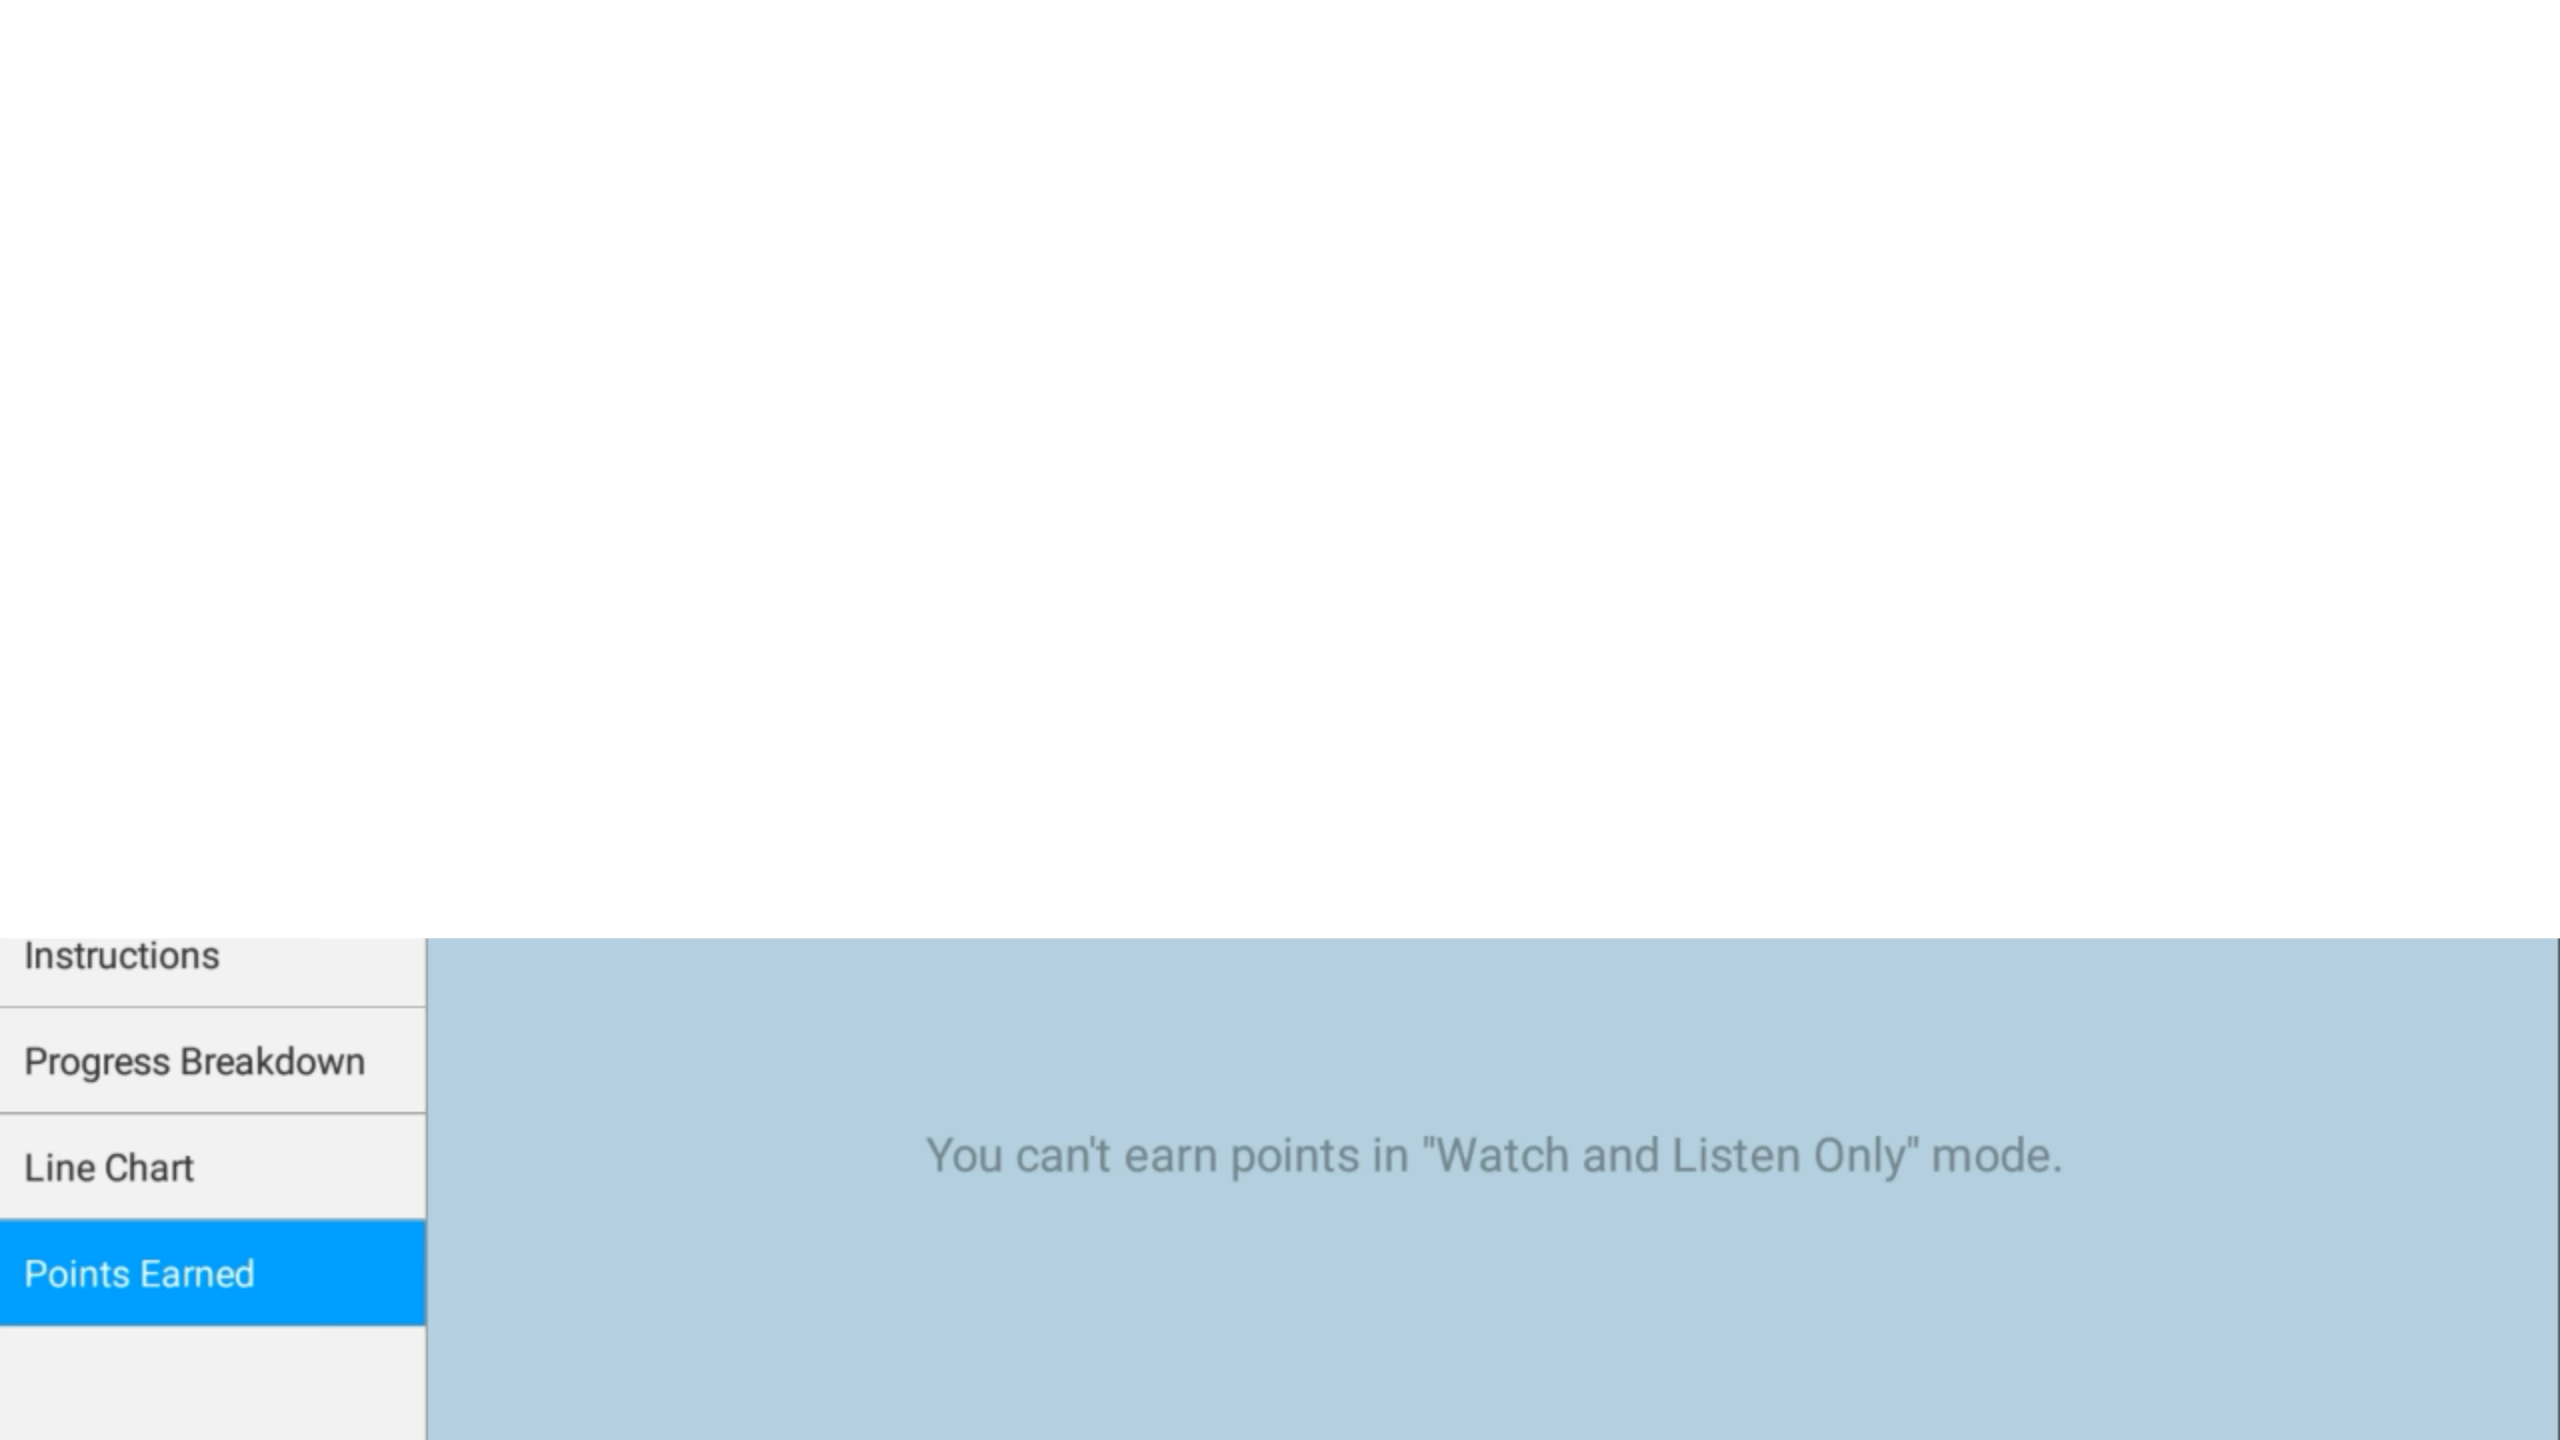 Instructions
Progress Breakdown
Line Chart
Points Earned
You can't earn points in "Watch and Listen Only" mode.